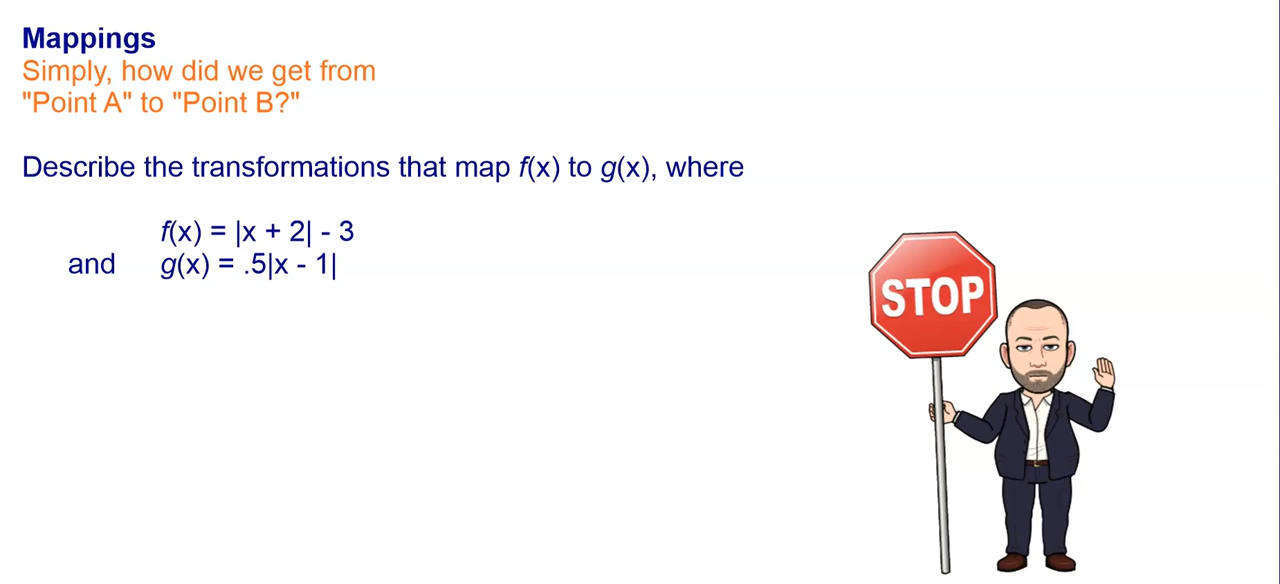 Mappings
Simply, how did we get from
"Point A" to "Point B?"
Describe the transformations that map f(x) to g(x), where
f(x) = |x + 2| - 3
and g(x) = .5|x - 1|
STOP